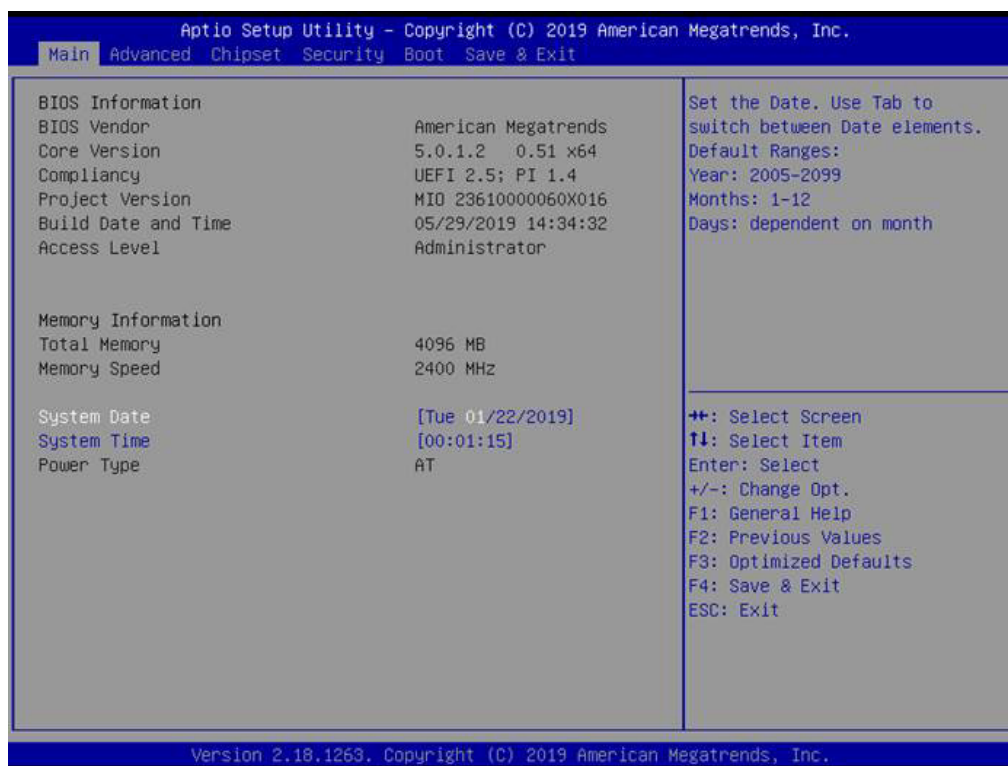 Aptio Setup Utility – Copyright (C) 2019 American Megatrends, Inc.
Main Advanced Chipset Security Boot Save & Exit
BIOS Information
BIOS Vendor American Megatrends
Core Version 5.0.1.2 0.51 x64
Compliancy UEFI 2.5; PI 1.4
Project Version MIO 23610000060X016
Build Date and Time 05/29/2019 14:34:32
Access Level Administrator
Memory Information
Total Memory 4096 MB
Memory Speed 2400 MHz
System Date [Tue 01/22/2019]
System Time [00:01:15]
Power Type AT
Set the Date. Use Tab to
switch between Date elements.
Default Ranges:
Year: 2005-2099
Months: 1-12
Days: dependent on month
→←: Select Screen
↑↓: Select Item
Enter: Select
+/-: Change Opt.
F1: General Help
F2: Previous Values
F3: Optimized Defaults
F4: Save & Exit
ESC: Exit
Version 2.18.1263. Copyright (C) 2019 American Megatrends, Inc.